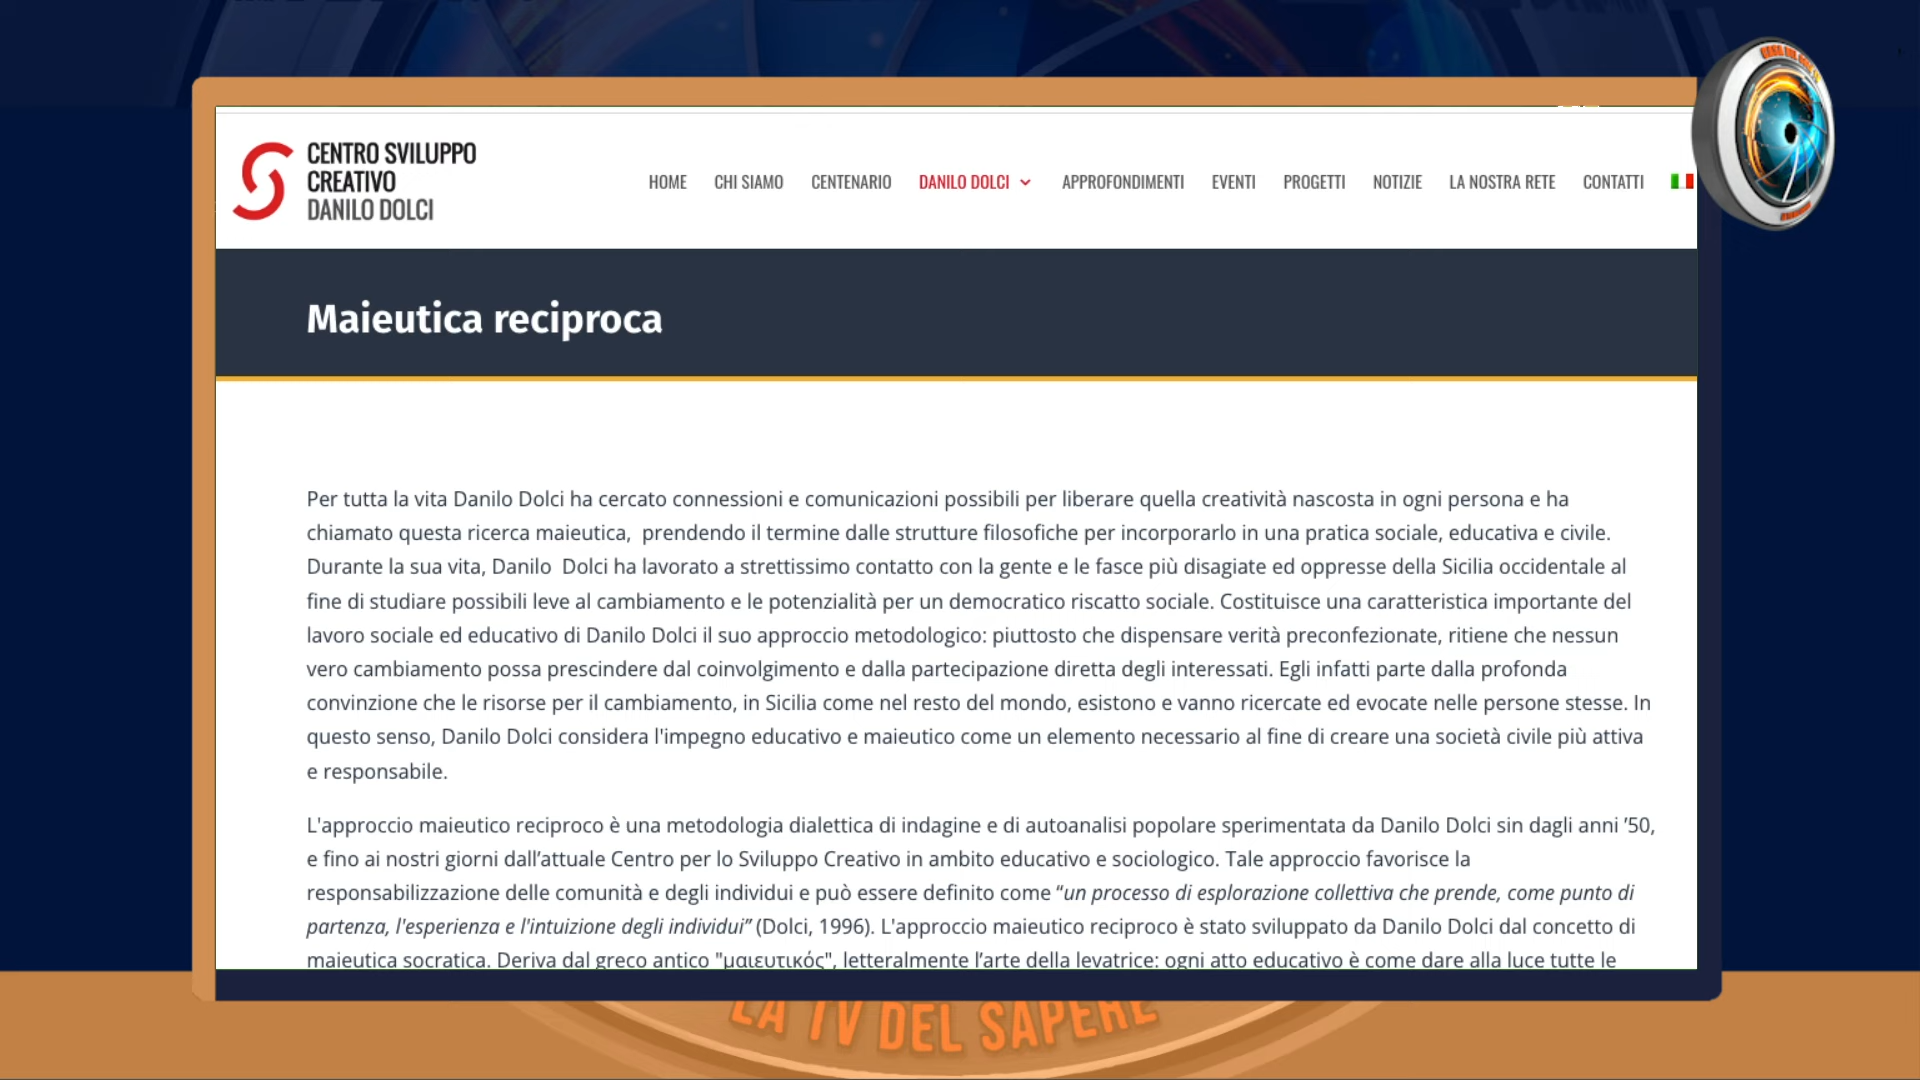 CENTRO SVILUPPO
CREATIVO
DANILO DOLCI
HOME CHI SIAMO CENTENARIO DANILO DOLCI APPROFONDIMENTI EVENTI PROGETTI NOTIZIE LA NOSTRA RETE CONTATTI
Maieutica reciproca
Per tutta la vita Danilo Dolci ha cercato connessioni e comunicazioni possibili per liberare quella creatività nascosta in ogni persona e ha
chiamato questa ricerca maieutica, prendendo il termine dalle strutture filosofiche per incorporarlo in una pratica sociale, educativa e civile.
Durante la sua vita, Danilo Dolci ha lavorato a strettissimo contatto con la gente e le fasce più disagiate ed oppresse della Sicilia occidentale al
fine di studiare possibili leve al cambiamento e le potenzialità per un democratico riscatto sociale. Costituisce una caratteristica importante del
lavoro sociale ed educativo di Danilo Dolci il suo approccio metodologico: piuttosto che dispensare verità preconfezionate, ritiene che nessun
vero cambiamento possa prescindere dal coinvolgimento e dalla partecipazione diretta degli interessati. Egli infatti parte dalla profonda
convinzione che le risorse per il cambiamento, in Sicilia come nel resto del mondo, esistono e vanno ricercate ed evocate nelle persone stesse. In
questo senso, Danilo Dolci considera l'impegno educativo e maieutico come un elemento necessario al fine di creare una società civile più attiva
e responsabile.
L'approccio maieutico reciproco è una metodologia dialettica di indagine e di autoanalisi popolare sperimentata da Danilo Dolci sin dagli anni ’50,
e fino ai nostri giorni dall’attuale Centro per lo Sviluppo Creativo in ambito educativo e sociologico. Tale approccio favorisce la
responsabilizzazione delle comunità e degli individui e può essere definito come “un processo di esplorazione collettiva che prende, come punto di
partenza, l'esperienza e l'intuizione degli individui” (Dolci, 1996). L'approccio maieutico reciproco è stato sviluppato da Danilo Dolci dal concetto di
maieutica socratica. Deriva dal greco antico "μαιευτικός", letteralmente l’arte della levatrice: ogni atto educativo è come dare alla luce tutte le
LA TV DEL SAPERE